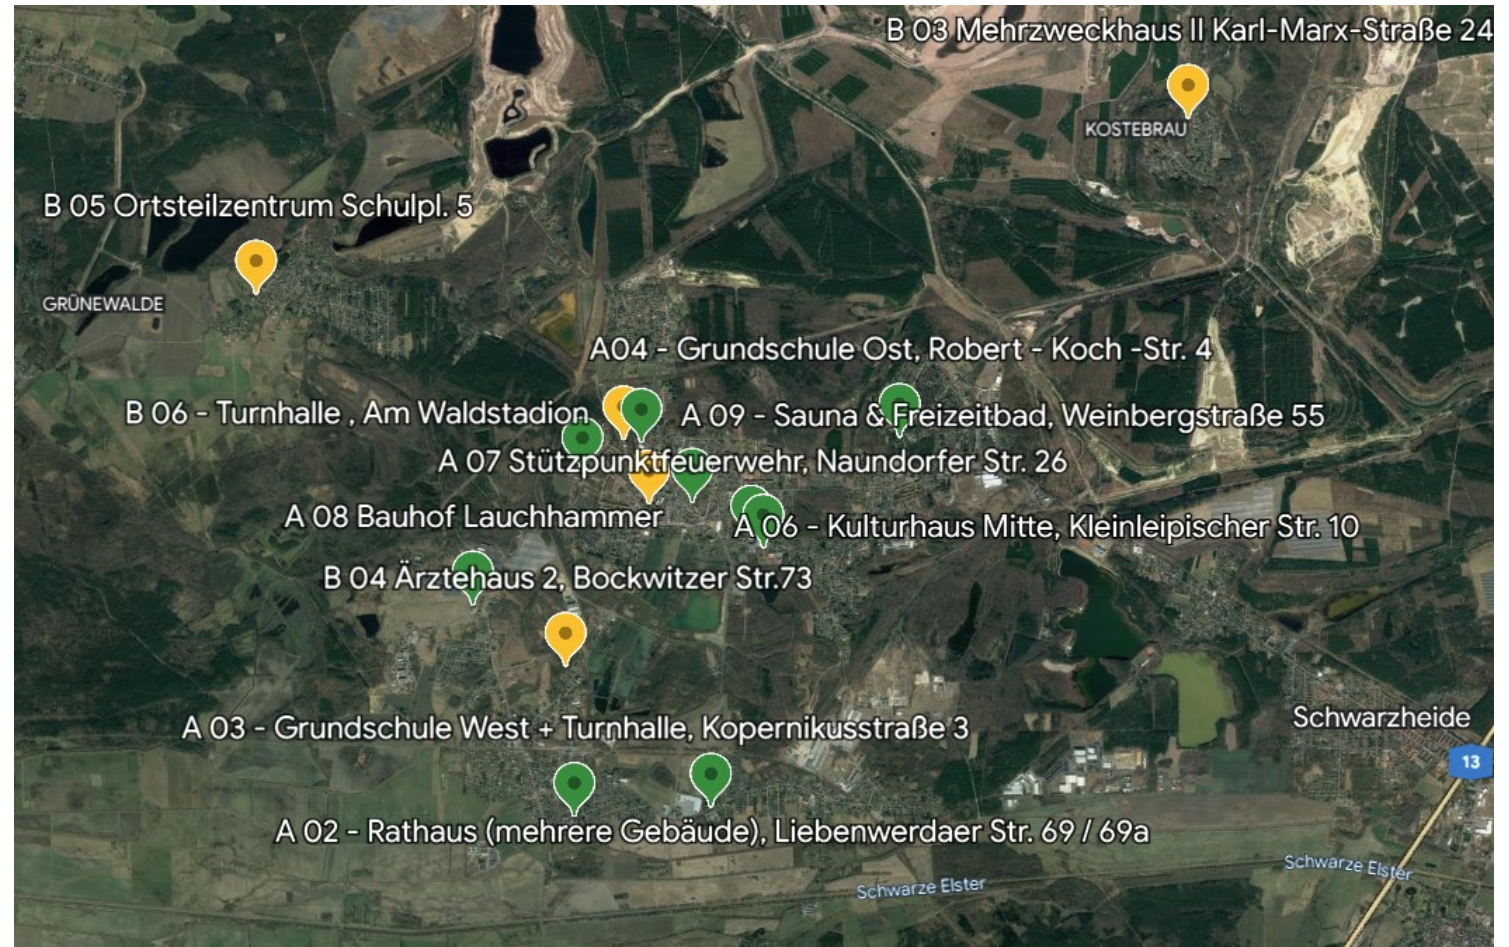 B 03 Mehrzweckhaus II Karl-Marx-Straße 24
KOSTEBRAU
B 05 Ortsteilzentrum Schulpl. 5
GRÜNEWALDE
A04 - Grundschule Ost, Robert - Koch -Str. 4
B 06 - Turnhalle , Am Waldstadion
A 09 - Sauna & Freizeitbad, Weinbergstraße 55
A 07 Stützpunktfeuerwehr, Naundorfer Str. 26
A 08 Bauhof Lauchhammer
A 06 - Kulturhaus Mitte, Kleinleipischer Str. 10
B 04 Ärztehaus 2, Bockwitzer Str.73
A 03 - Grundschule West + Turnhalle, Kopernikusstraße 3
Schwarzheide
13
A 02 - Rathaus (mehrere Gebäude), Liebenwerdaer Str. 69 / 69a
Schwarze Elster
Schwarze Elster